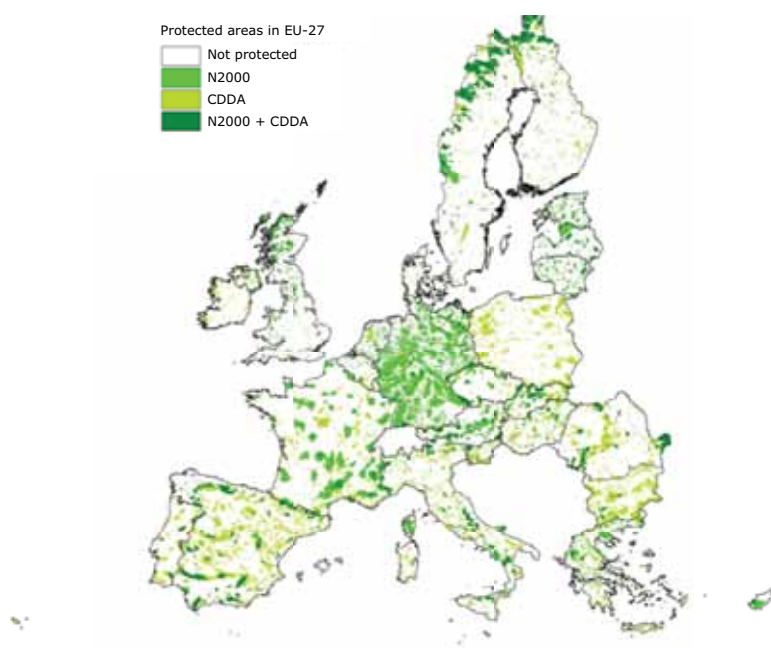 Protected areas in EU-27
Not protected
N2000
CDDA
N2000 + CDDA